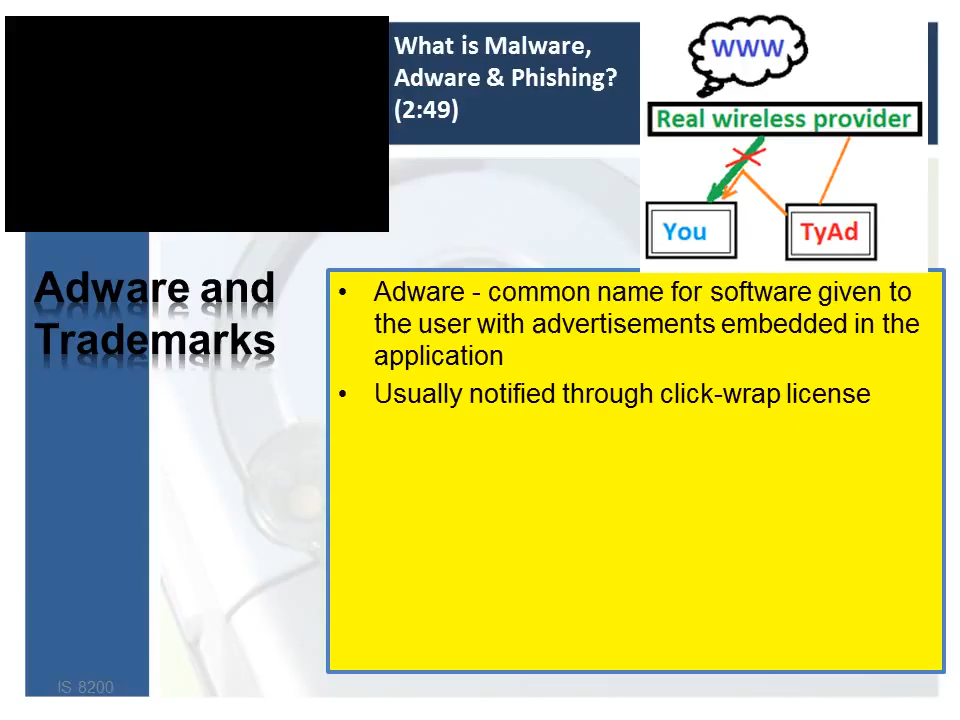 What is Malware,
Adware & Phishing?
(2:49)
WWW
Real wireless provider
You
TyAd
Adware and
Trademarks
• Adware - common name for software given to
the user with advertisements embedded in the
application
• Usually notified through click-wrap license
IS 8200